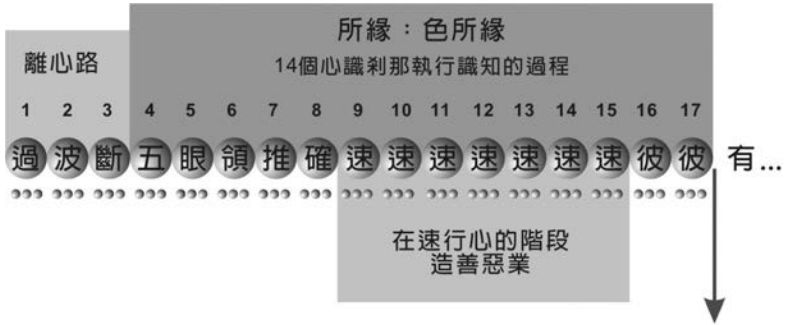 所緣：色所緣
離心路
14個心識剎那執行識知的過程
1 2 3 4 5 6 7 8 9 10 11 12 13 14 15 16 17
過 波 斷 五 眼 領 推 確 速 速 速 速 速 速 速 彼 彼 有...
在速行心的階段
造善惡業